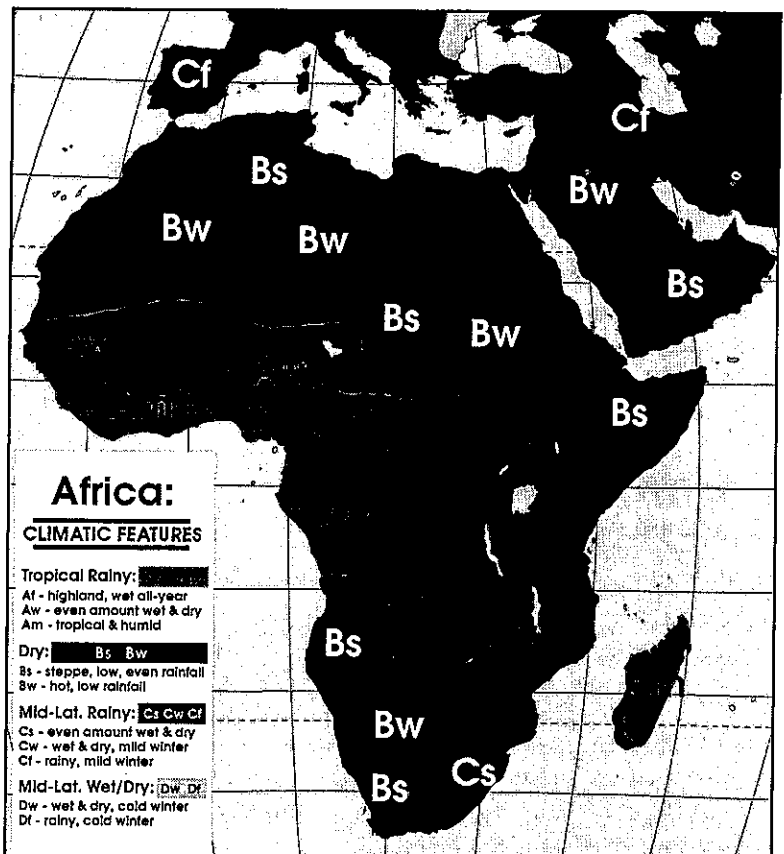 Cf
Cf
Bs
Bw
Bw
Bw
Bs
Bs
Bw
Bs
Bs
Bw
Bs
Cs
Africa:
CLIMATIC FEATURES
Tropical Rainy:
Af - highland, wet all-year
Aw - even amount wet & dry
Am - tropical & humid
Dry: Bs Bw
Bs - steppe, low, even rainfall
Bw - hot, low rainfall
Mid-Lat. Rainy: Cs Cw Cf
Cs - even amount wet & dry
Cw - wet & dry, mild winter
Cf - rainy, mild winter
Mid-Lat. Wet/Dry: Dw Df
Dw - wet & dry, cold winter
Df - rainy, cold winter